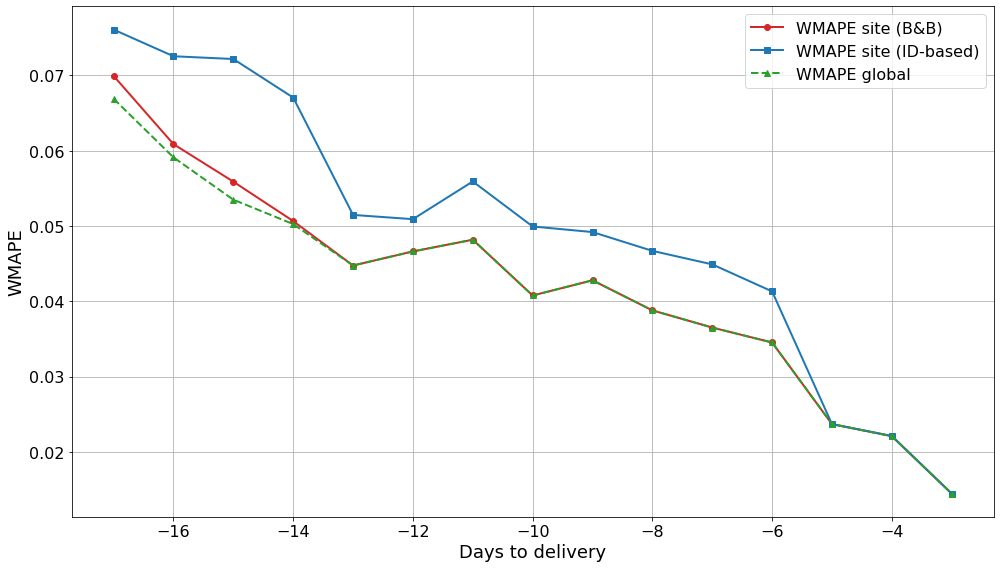 WMAPE site (B&B)
WMAPE site (ID-based)
WMAPE global
0.07
0.06
0.05
0.04
0.03
0.02
WMAPE
−16 −14 −12 −10 −8 −6 −4
Days to delivery